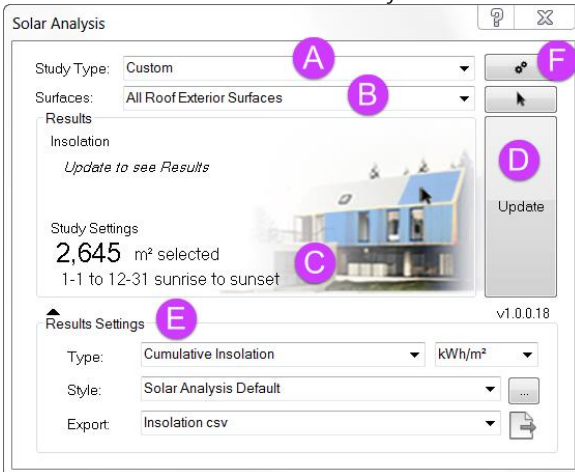 Solar Analysis
?
Study Type: Custom
A
F
Surfaces: All Roof Exterior Surfaces
B
Results
Insolation
Update to see Results
D
Update
Study Settings
2,645 m² selected
C
1-1 to 12-31 sunrise to sunset
v1.0.0.18
Results Settings
E
Type: Cumulative Insolation kWh/m²
Style: Solar Analysis Default ...
Export: Insolation csv